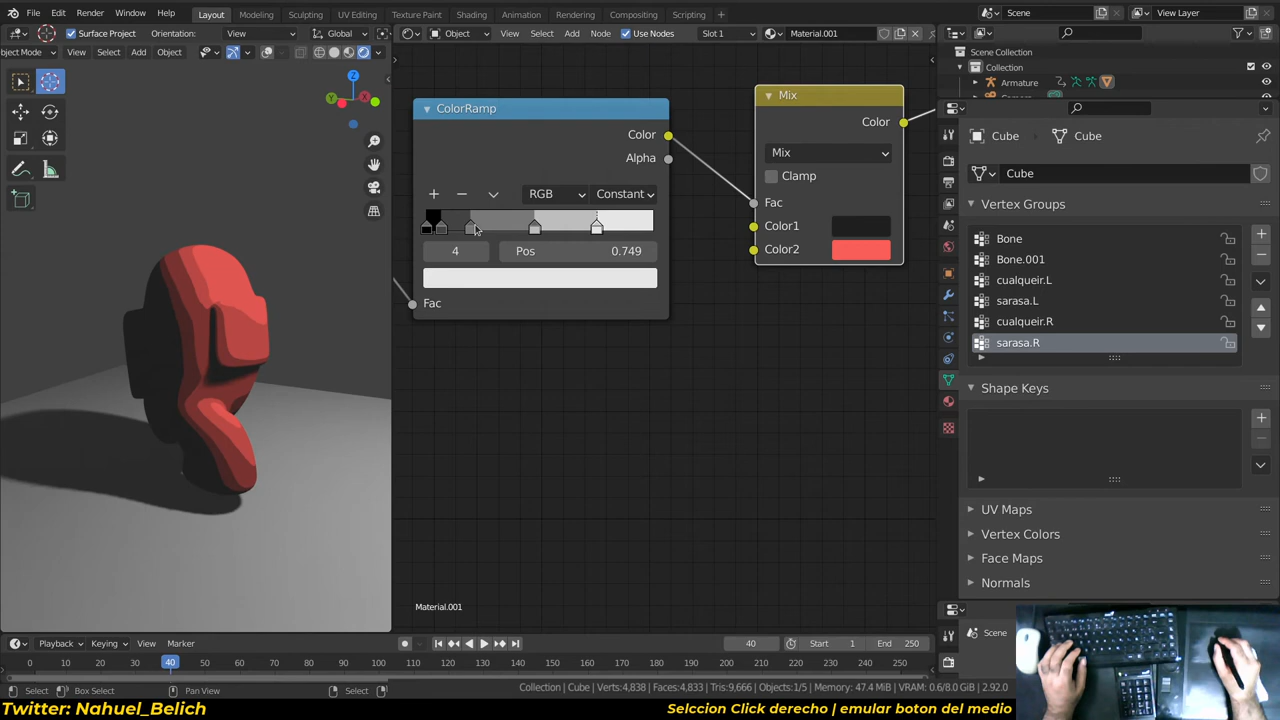 File Edit Render Window Help Layout Modeling Sculpting UV Editing Texture Paint Shading Animation Rendering Compositing Scripting Scene View Layer
Surface Project Orientation: View Global Object View Select Add Node Use Nodes Slot 1 Material.001
bject Mode View Select Add Object Scene Collection
Collection
Armature
Z
Y
X
ColorRamp
Color
Alpha
RGB Constant
4 Pos 0.749
Fac
Mix
Color
Mix
Clamp
Fac
Color1
Color2
Material.001
Cube Cube
Cube
Vertex Groups
Bone
Bone.001
cualqueir.L
sarasa.L
cualqueir.R
sarasa.R
Shape Keys
UV Maps
Vertex Colors
Face Maps
Normals
Scene
Playback Keying View Marker 40 Start 1 End 250
0 10 20 30 40 50 60 70 80 90 100 110 120 130 140 150 160 170 180 190 200 210 220 230 240 250
Select Box Select Pan View Select Collection | Cube | Verts:4,838 | Faces:4,833 | Tris:9,666 | Objects:1/5 | Memory: 47.4 MiB | VRAM: 0.6/8.0 GiB | 2.92.0
Twitter: Nahuel_Belich Selccion Click derecho | emular boton del medio